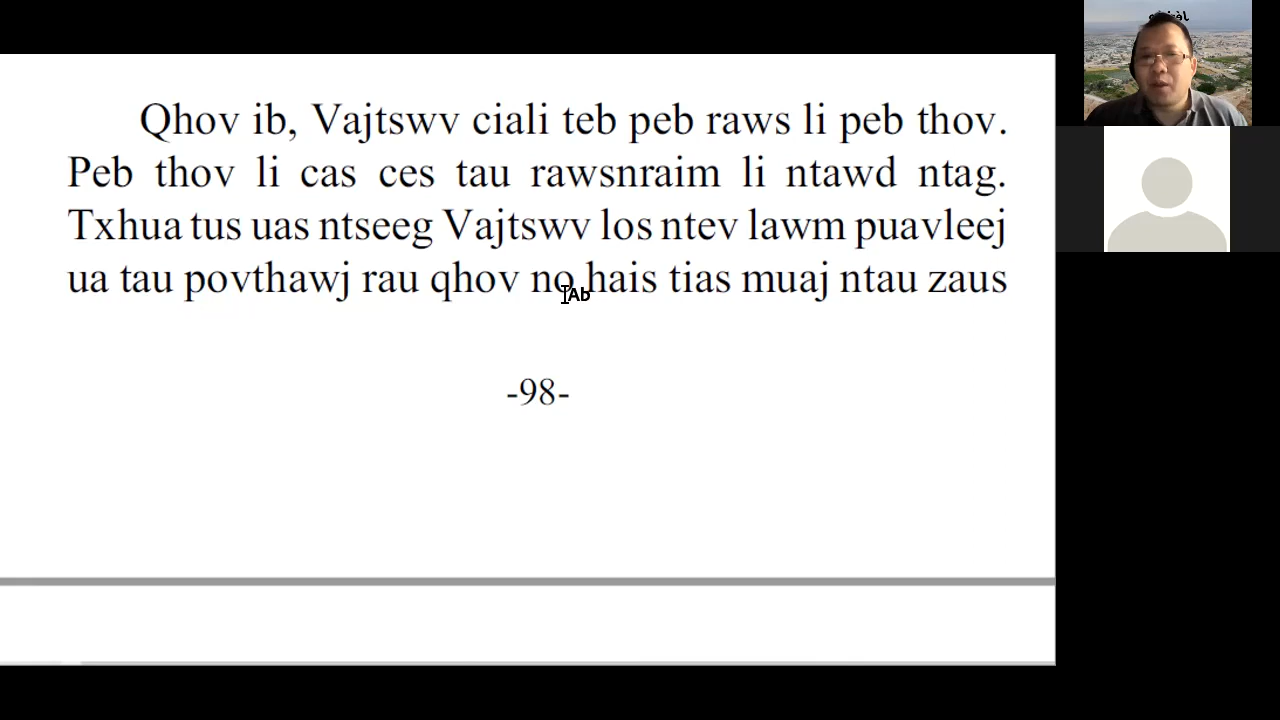 Qhov ib, Vajtswv ciali teb peb raws li peb thov.
Peb thov li cas ces tau rawsnraim li ntawd ntag.
Txhua tus uas ntseeg Vajtswv los ntev lawm puavleej
ua tau povthawj rau qhov no hais tias muaj ntau zaus
Ab
-98-